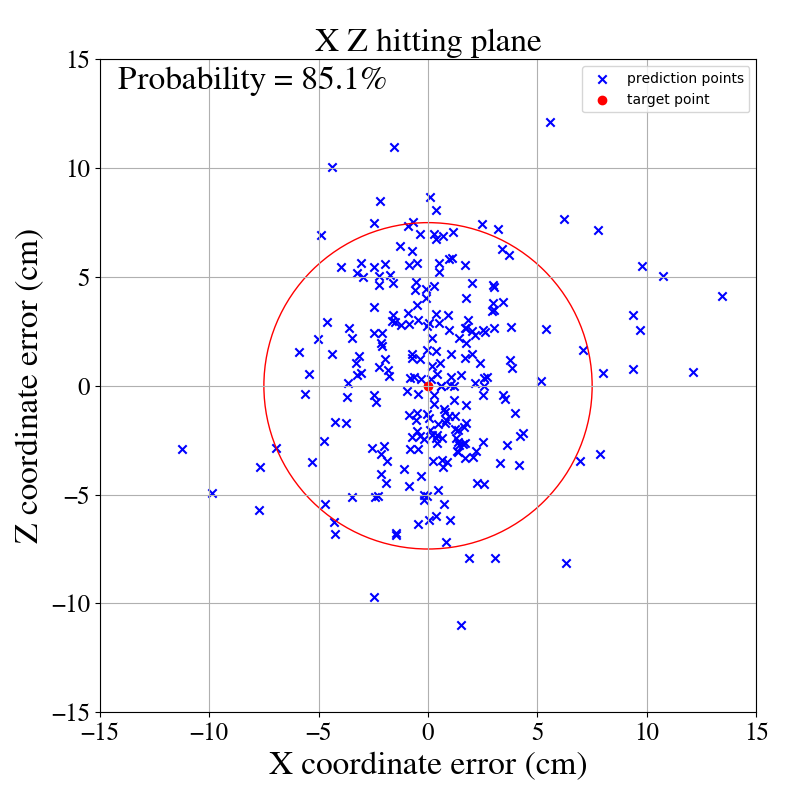 X Z hitting plane
Probability = 85.1%
prediction points
target point
Z coordinate error (cm)
15
10
5
0
−5
−10
−15
−15 −10 −5 0 5 10 15
X coordinate error (cm)